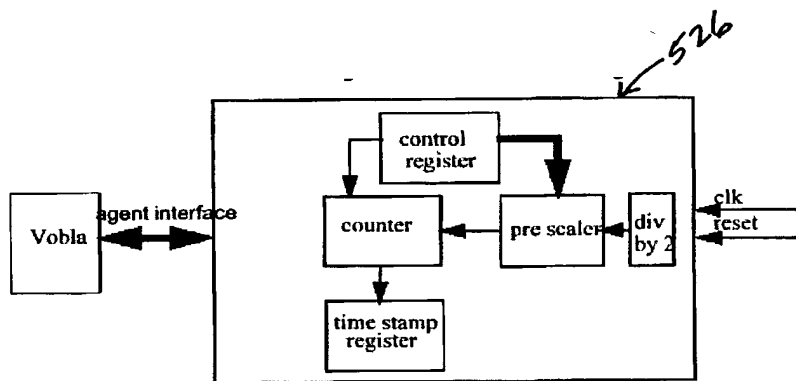 526
control
register
clk
agent interface
reset
Vobla
counter
pre scaler
div
by 2
time stamp
register